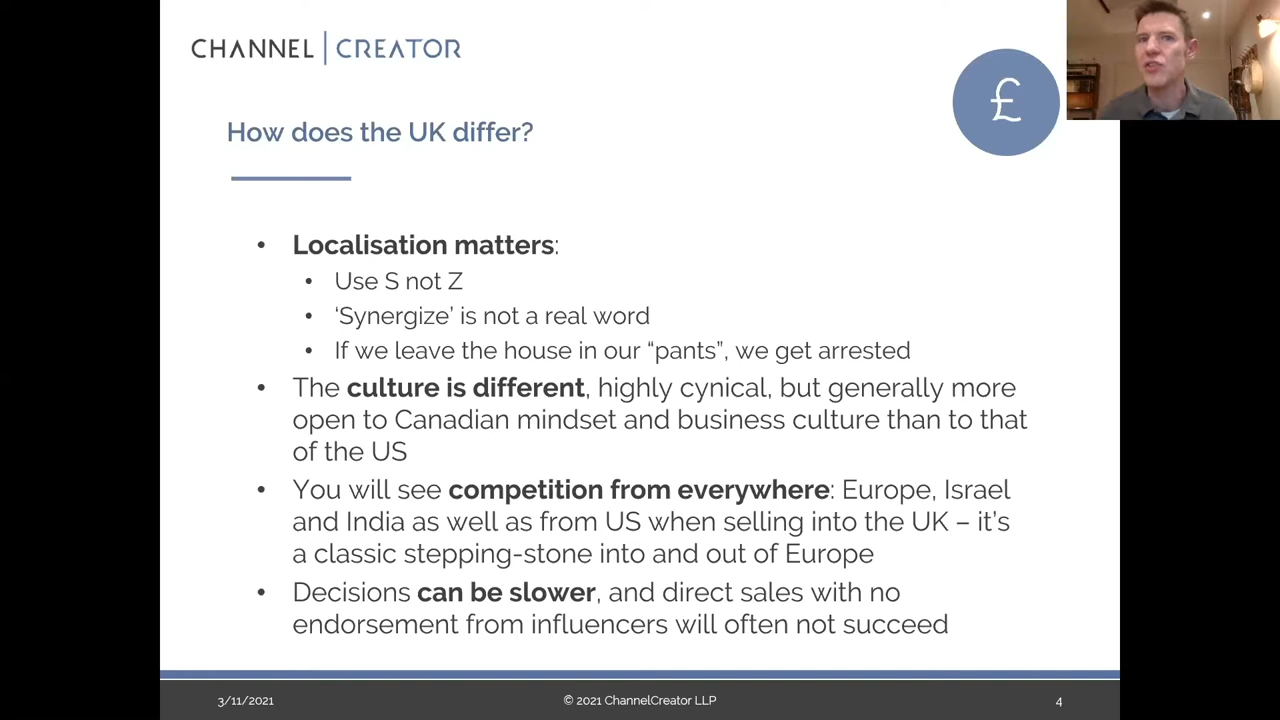 CHANNEL | CREATOR
£
How does the UK differ?
• Localisation matters:
• Use S not Z
• ‘Synergize’ is not a real word
• If we leave the house in our “pants”, we get arrested
• The culture is different, highly cynical, but generally more
open to Canadian mindset and business culture than to that
of the US
• You will see competition from everywhere: Europe, Israel
and India as well as from US when selling into the UK – it’s
a classic stepping-stone into and out of Europe
• Decisions can be slower, and direct sales with no
endorsement from influencers will often not succeed
3/11/2021
© 2021 ChannelCreator LLP
4